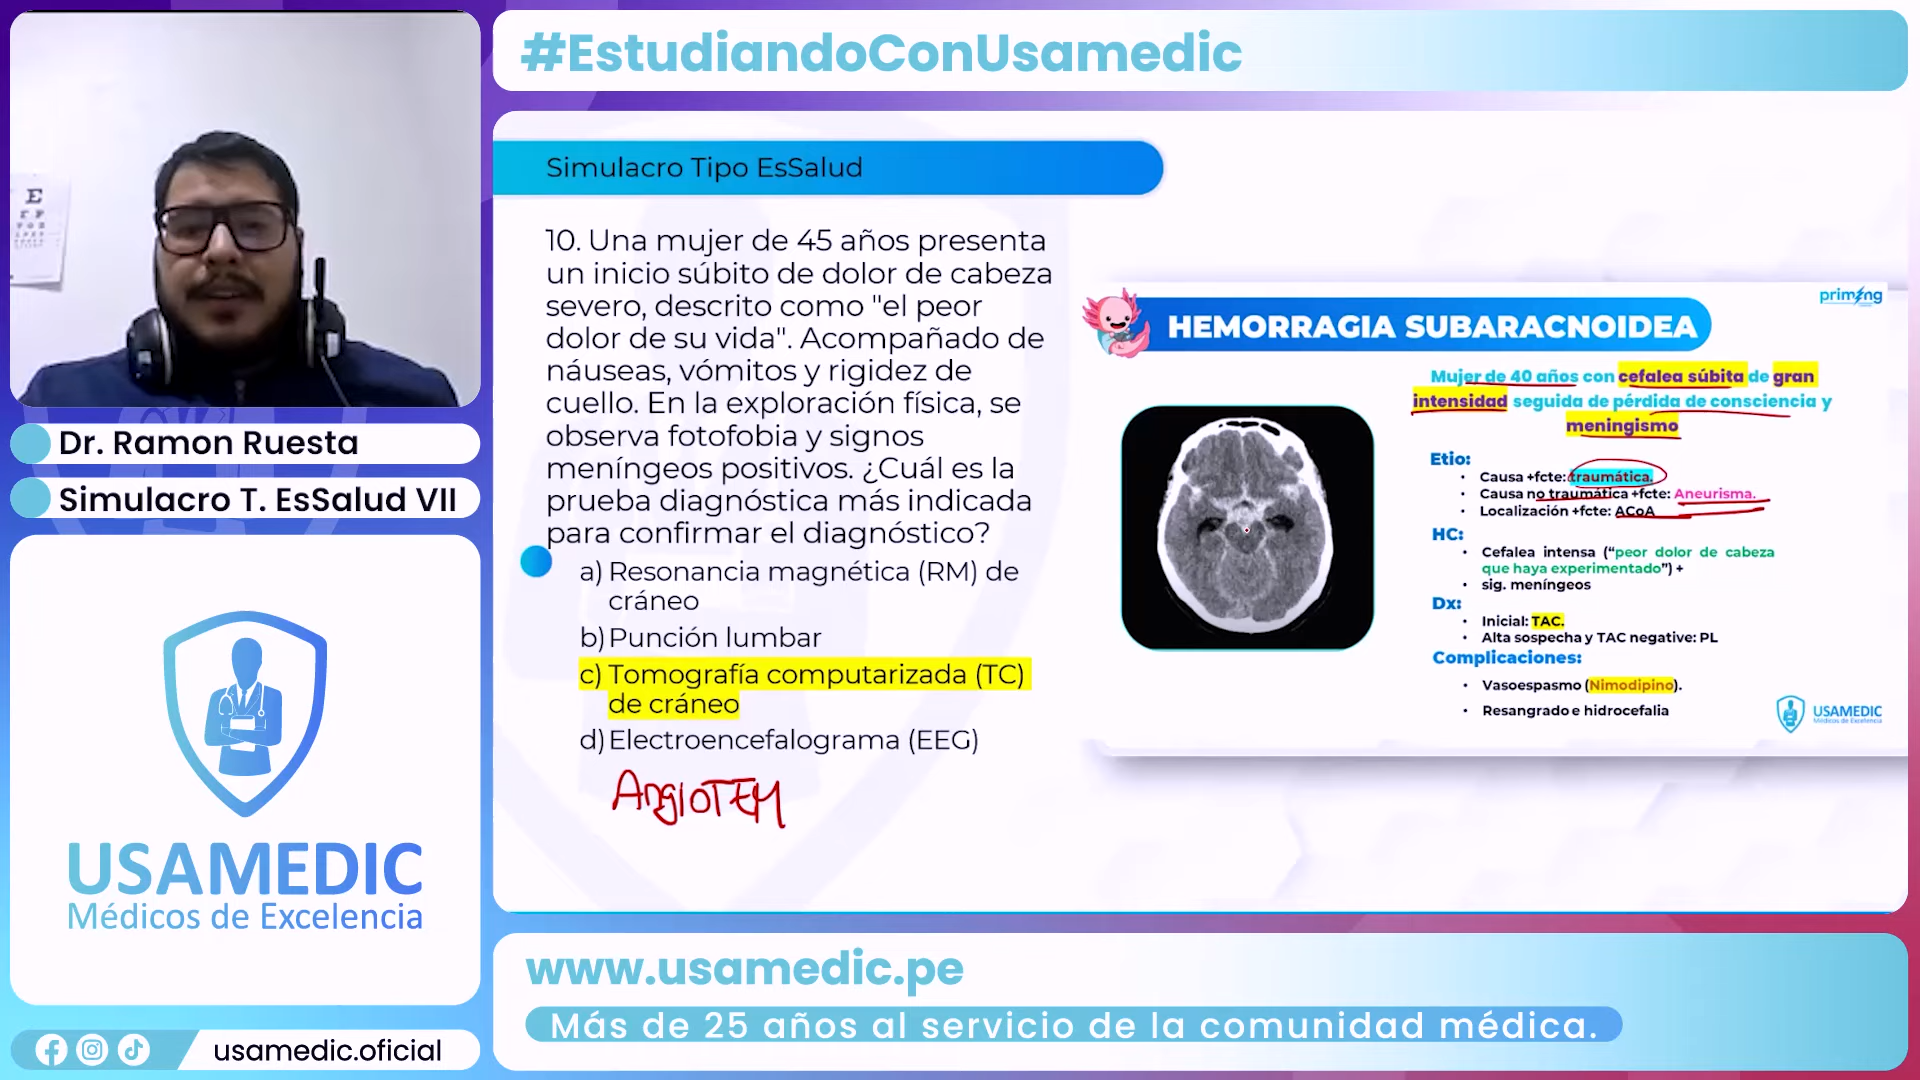 #EstudiandoConUsamedic
Simulacro Tipo EsSalud
10. Una mujer de 45 años presenta
un inicio súbito de dolor de cabeza
severo, descrito como "el peor
dolor de su vida". Acompañado de
náuseas, vómitos y rigidez de
cuello. En la exploración física, se
observa fotofobia y signos
meníngeos positivos. ¿Cuál es la
prueba diagnóstica más indicada
para confirmar el diagnóstico?
a) Resonancia magnética (RM) de
cráneo
b) Punción lumbar
c) Tomografía computarizada (TC)
de cráneo
d) Electroencefalograma (EEG)
AngioTEM
priming
HEMORRAGIA SUBARACNOIDEA
Mujer de 40 años con cefalea súbita de gran
intensidad seguida de pérdida de consciencia y
meningismo
Etio:
• Causa +fcte: traumática.
• Causa no traumática +fcte: Aneurisma.
• Localización +fcte: ACoA
HC:
• Cefalea intensa ("peor dolor de cabeza
que haya experimentado") +
• sig. meníngeos
Dx:
• Inicial: TAC.
• Alta sospecha y TAC negative: PL
Complicaciones:
• Vasoespasmo (Nimodipino).
• Resangrado e hidrocefalia
USAMEDIC
Médicos de Excelencia
Dr. Ramon Ruesta
Simulacro T. EsSalud VII
USAMEDIC
Médicos de Excelencia
usamedic.oficial
www.usamedic.pe
Más de 25 años al servicio de la comunidad médica.